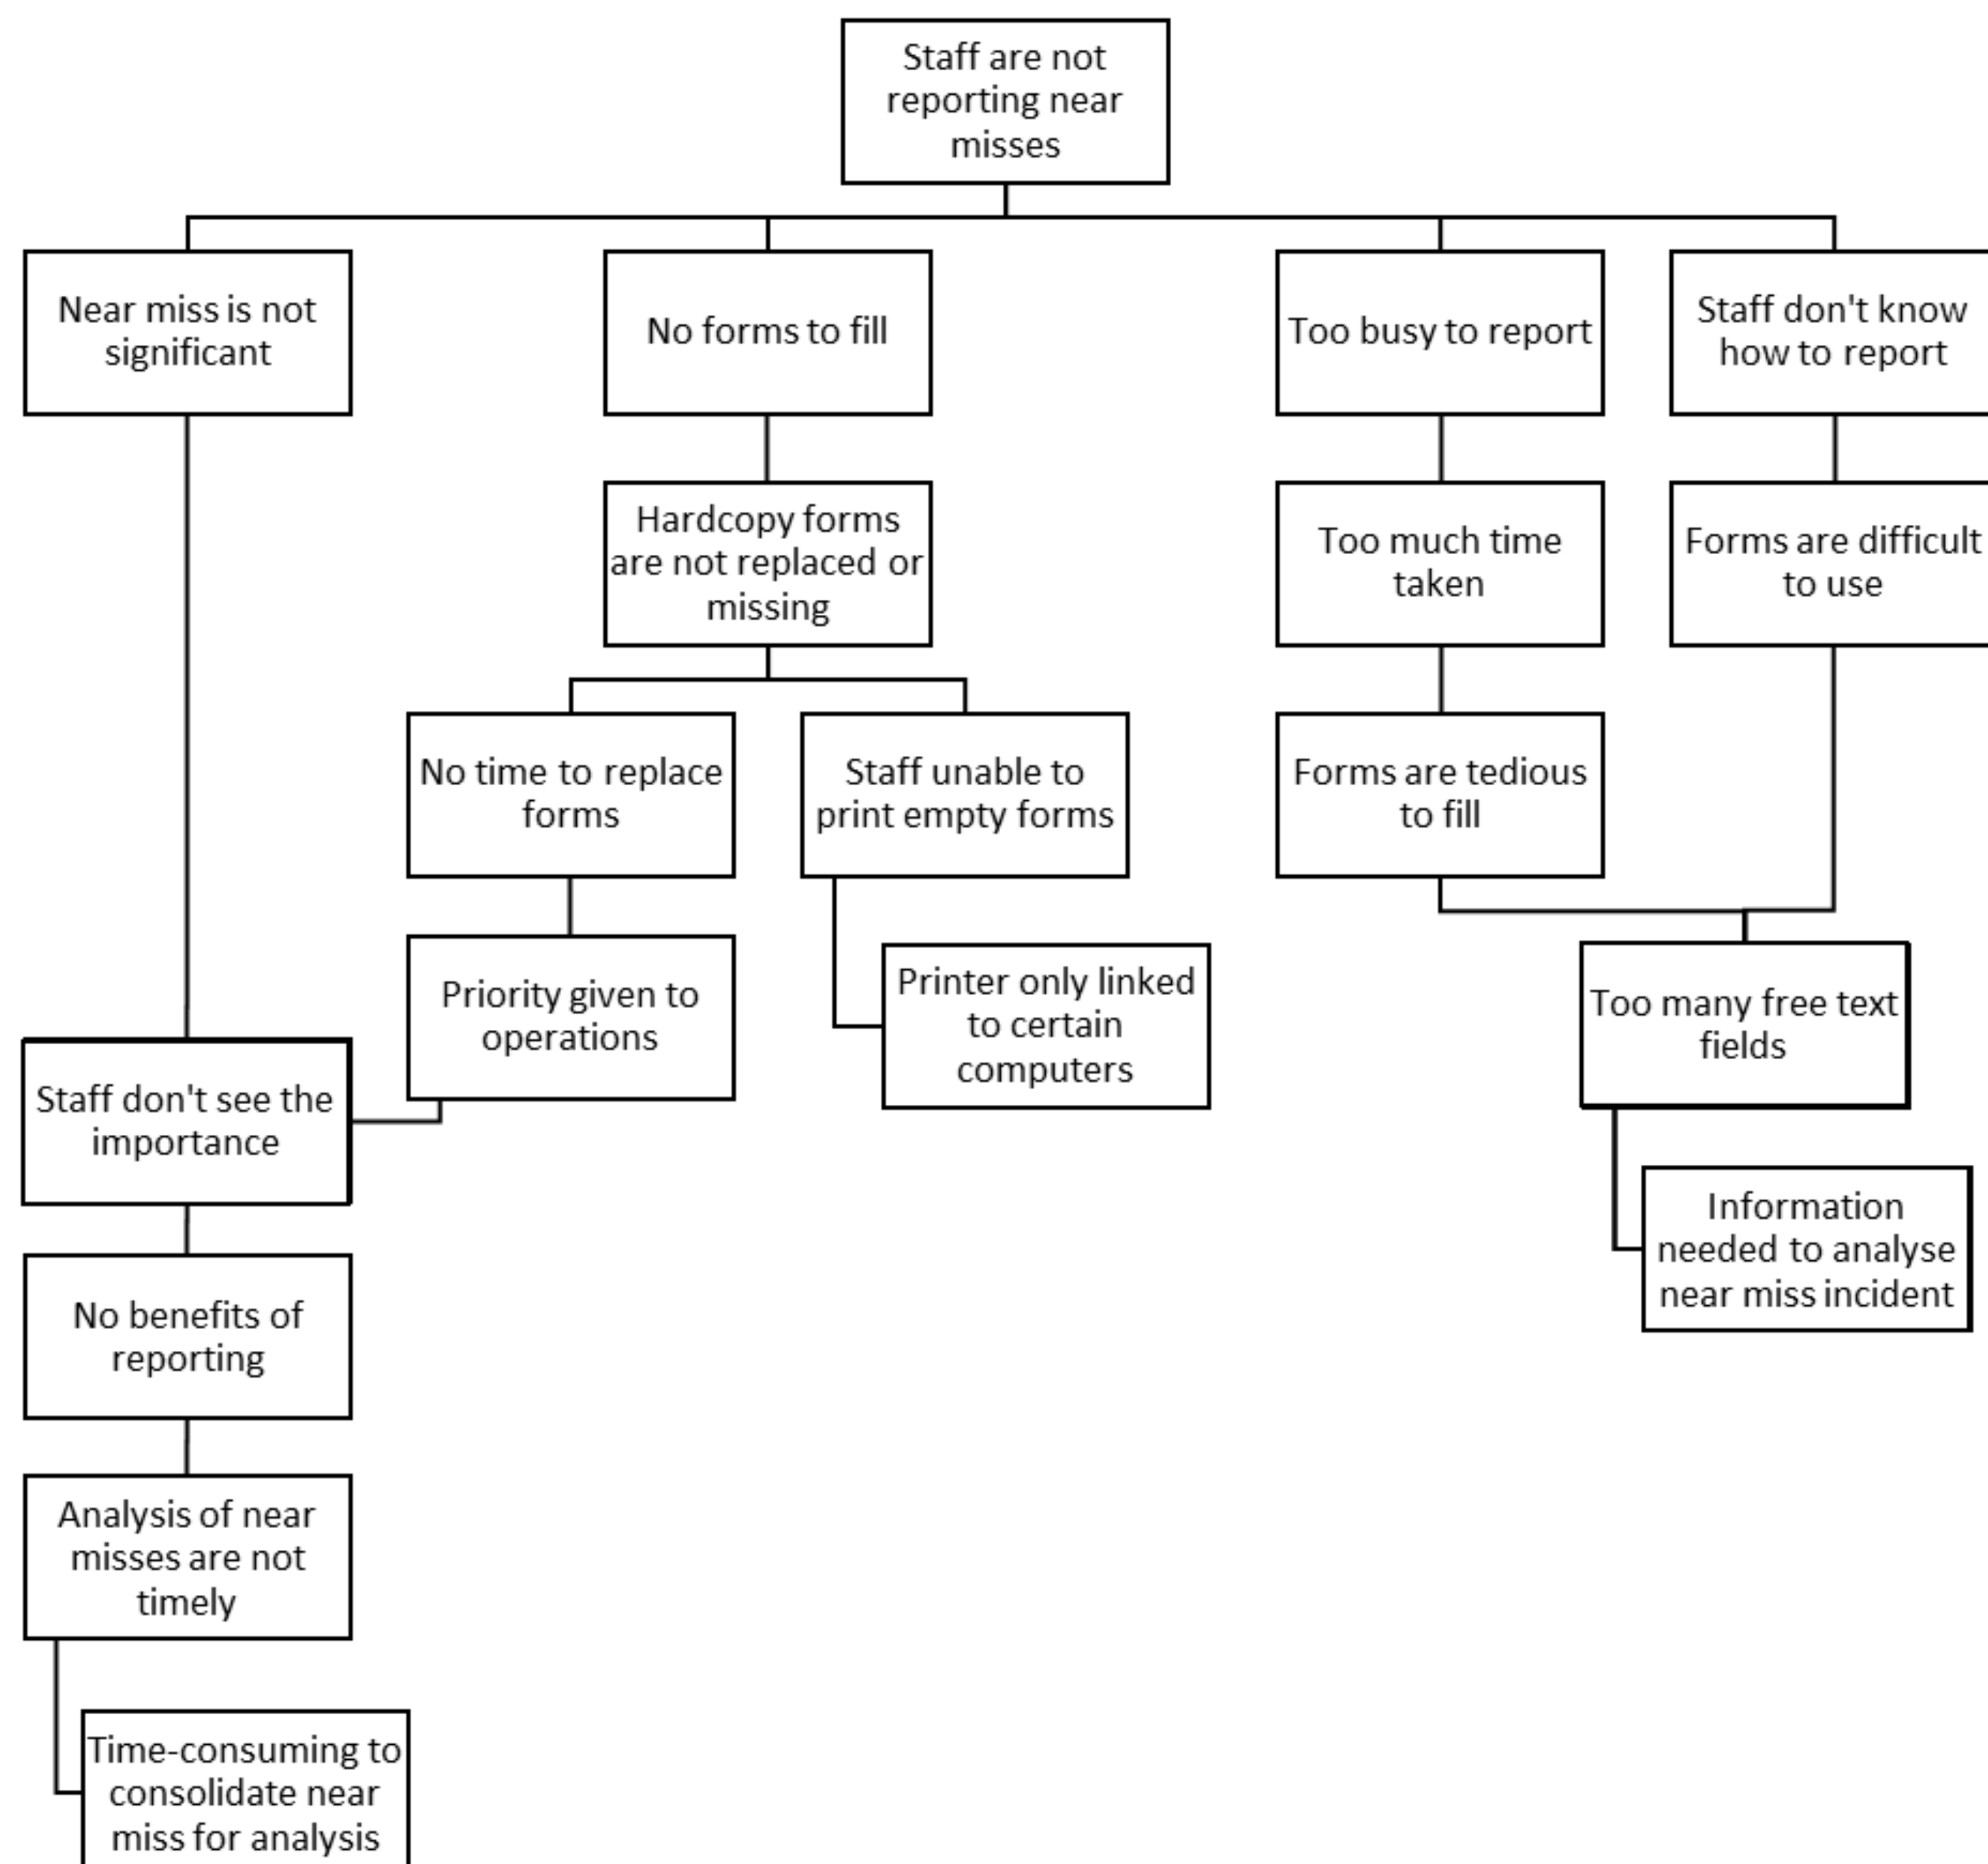 Staff are not
reporting near
misses
Near miss is not
significant
No forms to fill
Too busy to report
Staff don't know
how to report
Hardcopy forms
are not replaced or
missing
Too much time
taken
Forms are difficult
to use
No time to replace
forms
Staff unable to
print empty forms
Forms are tedious
to fill
Priority given to
operations
Printer only linked
to certain
computers
Too many free text
fields
Staff don't see the
importance
Information
needed to analyse
near miss incident
No benefits of
reporting
Analysis of near
misses are not
timely
Time-consuming to
consolidate near
miss for analysis